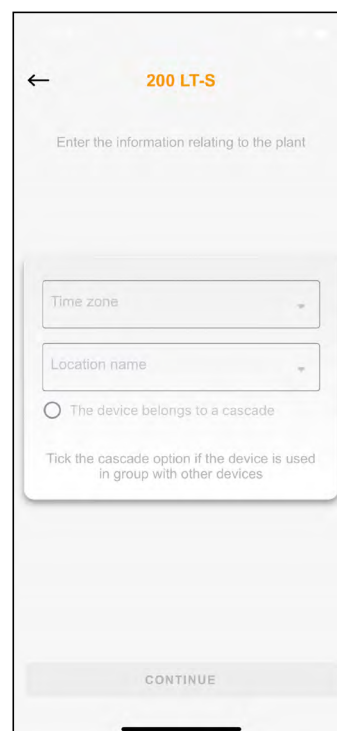 200 LT-S
Enter the information relating to the plant
Time zone
Location name
The device belongs to a cascade
Tick the cascade option if the device is used
in group with other devices
CONTINUE